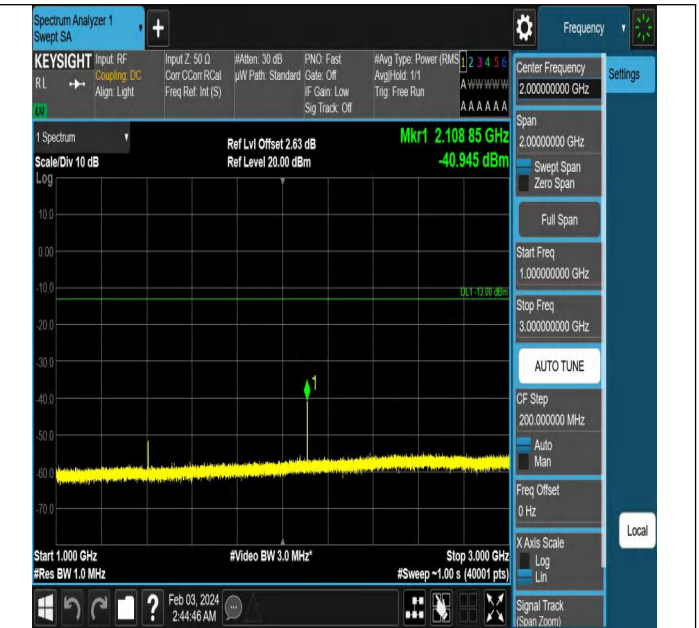 Spectrum Analyzer 1
Swept SA
+
Frequency
KEYSIGHT
RL
LXI
Input: RF
Coupling: DC
Align: Light
Input Z: 50 Ω
Corr CCorr RCal
Freq Ref: Int (S)
#Atten: 30 dB
µW Path: Standard
PNO: Fast
Gate: Off
IF Gain: Low
Sig Track: Off
#Avg Type: Power (RMS
Avg|Hold: 1/1
Trig: Free Run
1 2 3 4 5 6
A W W W W W
A A A A A A
1 Spectrum
Scale/Div 10 dB
Log
Ref Lvl Offset 2.63 dB
Ref Level 20.00 dBm
Mkr1 2.108 85 GHz
-40.945 dBm
10.0
0.00
-10.0
DL1 -13.00 dBm
-20.0
-30.0
1
-40.0
-50.0
-60.0
-70.0
Start 1.000 GHz
#Res BW 1.0 MHz
#Video BW 3.0 MHz*
Stop 3.000 GHz
#Sweep ~1.00 s (40001 pts)
?
Feb 03, 2024
2:44:46 AM
Center Frequency
2.000000000 GHz
Settings
Span
2.00000000 GHz
Swept Span
Zero Span
Full Span
Start Freq
1.000000000 GHz
Stop Freq
3.000000000 GHz
AUTO TUNE
CF Step
200.000000 MHz
Auto
Man
Freq Offset
0 Hz
X Axis Scale
Log
Lin
Local
Signal Track
(Span Zoom)